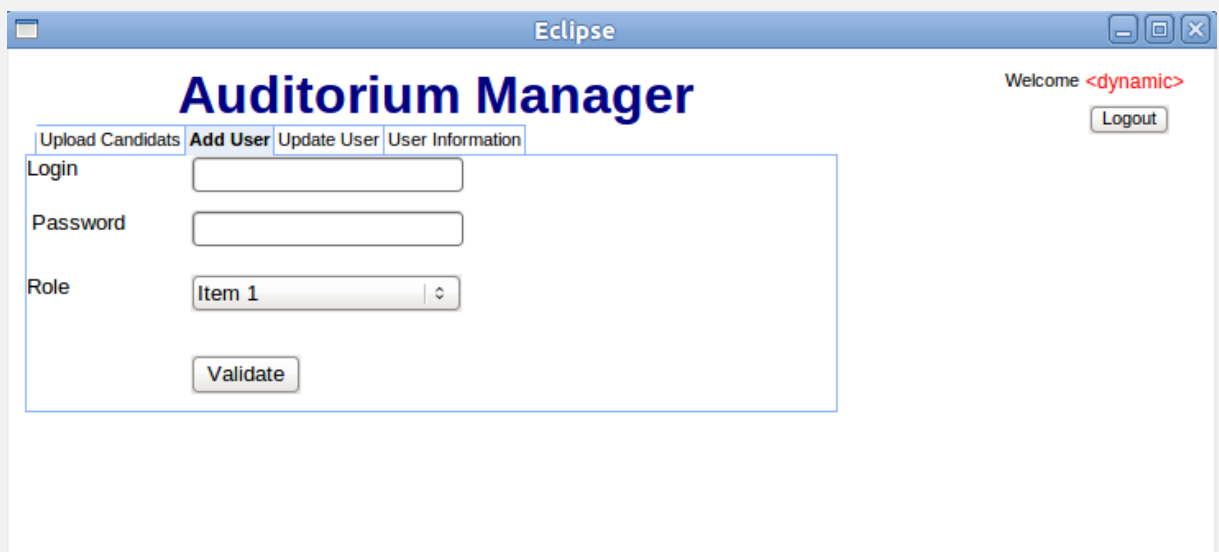 Eclipse
Auditorium Manager
Welcome <dynamic>
Logout
Upload Candidats Add User Update User User Information
Login
Password
Role
Item 1
Validate